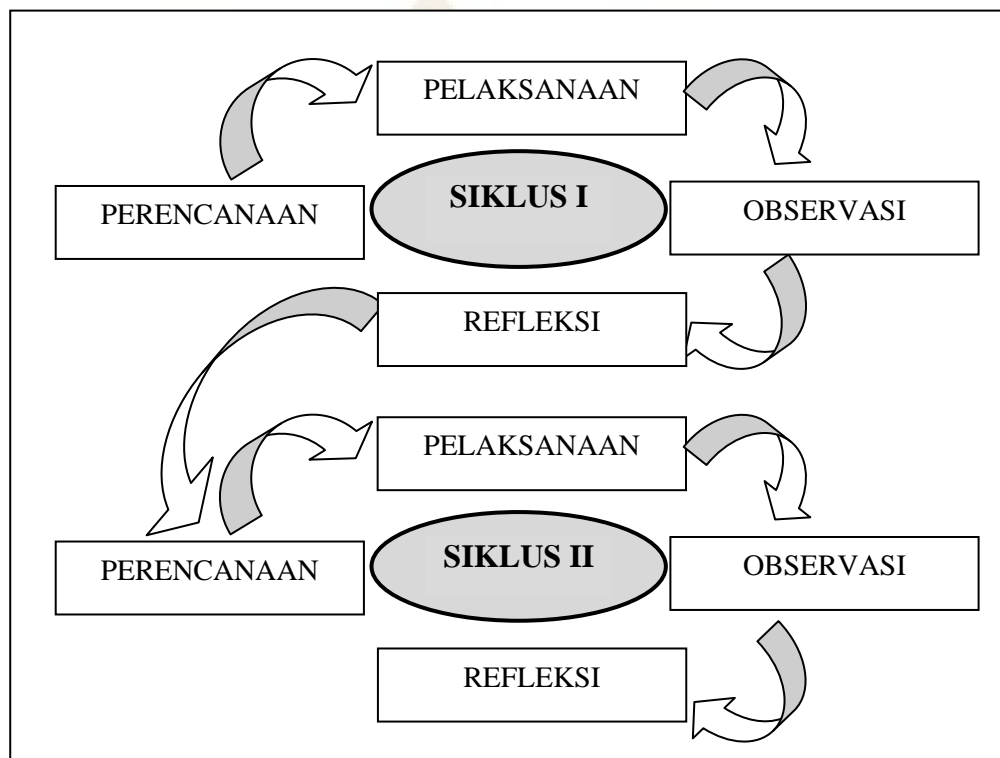 PELAKSANAAN
PERENCANAAN
SIKLUS I
OBSERVASI
REFLEKSI
PELAKSANAAN
PERENCANAAN
SIKLUS II
OBSERVASI
REFLEKSI